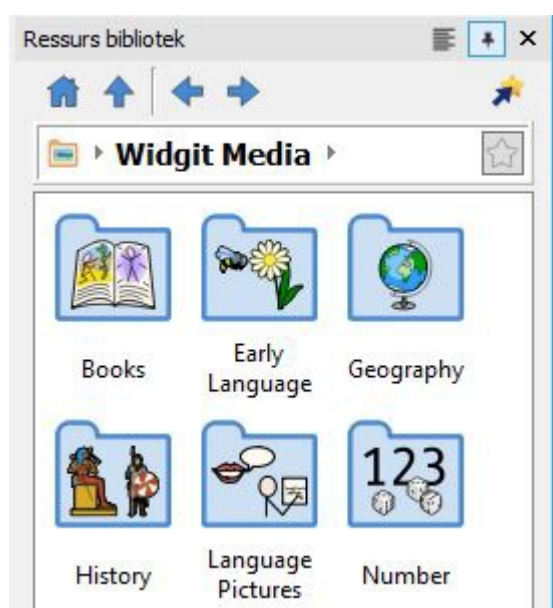 Ressurs bibliotek
Widgit Media
Books
Early
Language
Geography
123
History
Language
Pictures
Number